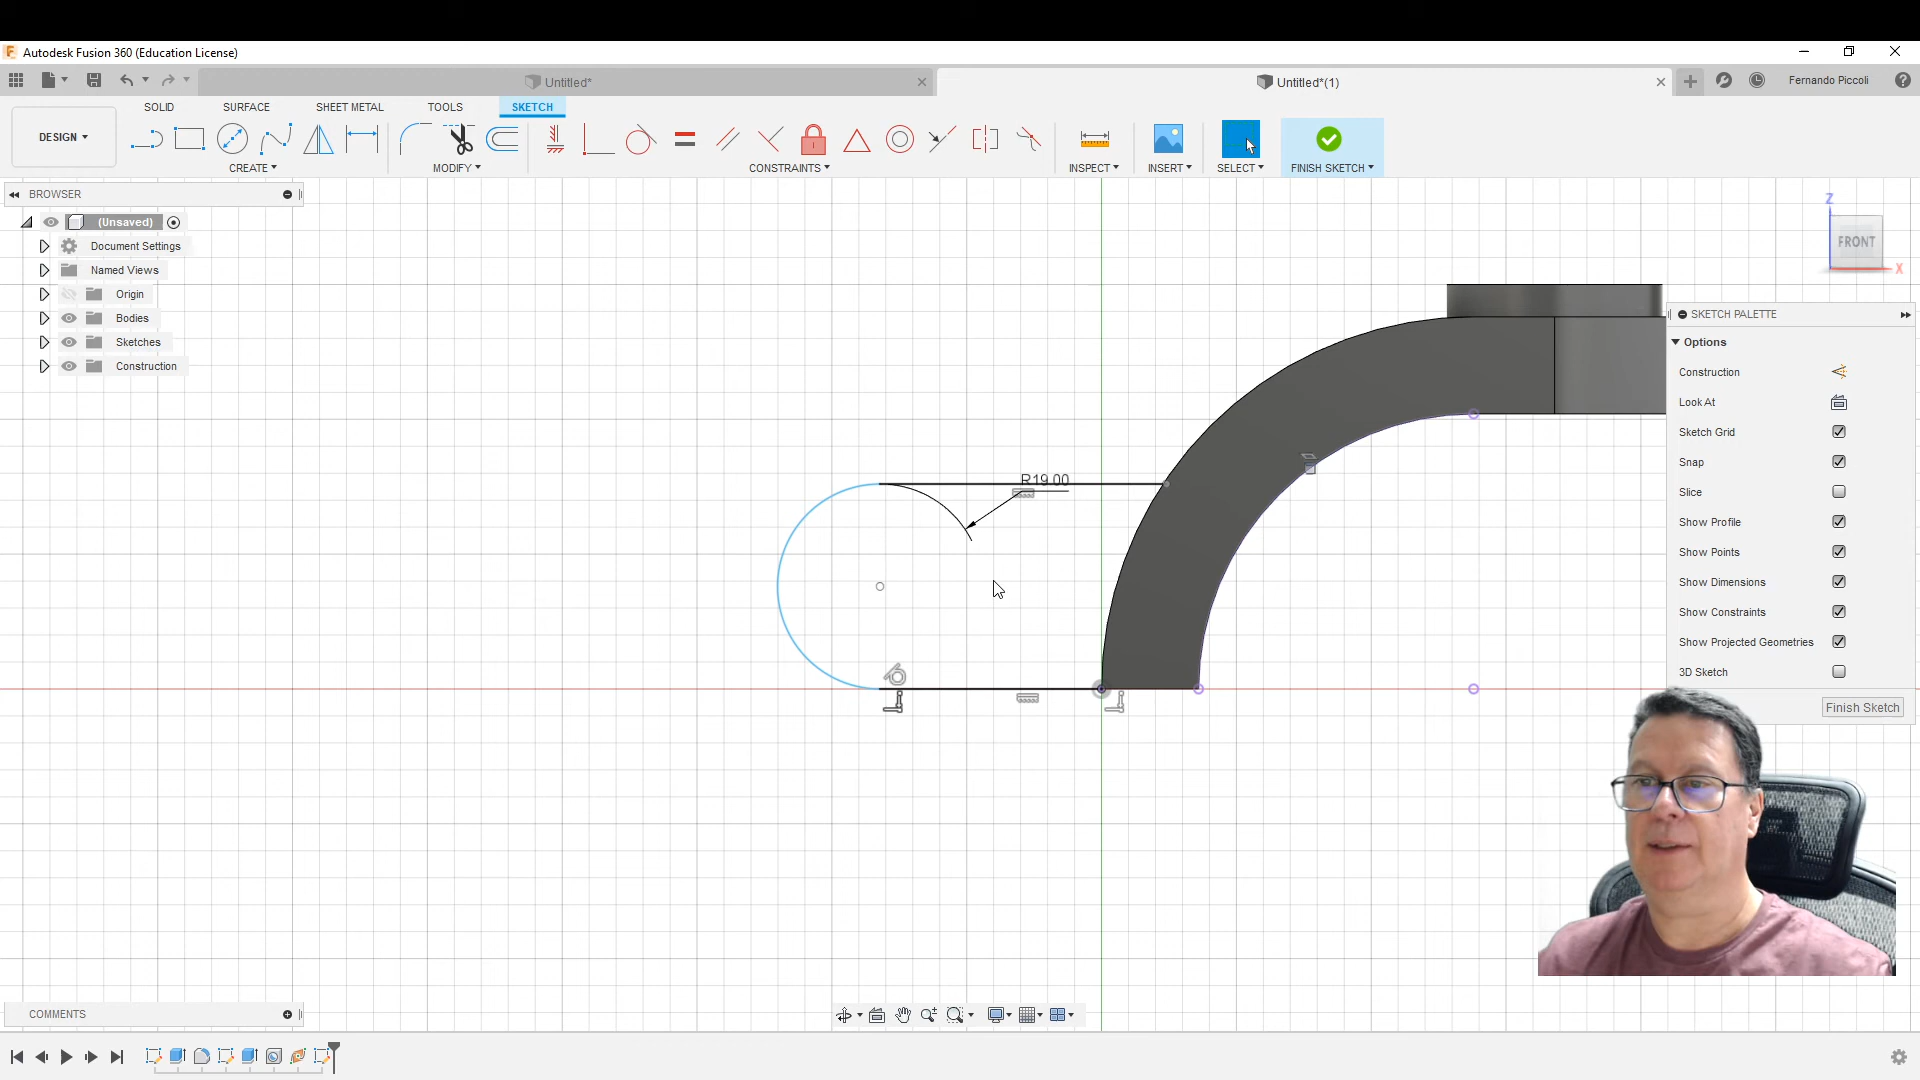 Autodesk Fusion 360 (Education License)
Untitled*
Untitled*(1)
Fernando Piccoli
DESIGN
SOLID
SURFACE
SHEET METAL
TOOLS
SKETCH
CREATE
MODIFY
CONSTRAINTS
INSPECT
INSERT
SELECT
FINISH SKETCH
BROWSER
(Unsaved)
Document Settings
Named Views
Origin
Bodies
Sketches
Construction
Z
FRONT
X
SKETCH PALETTE
Options
Construction
Look At
Sketch Grid
Snap
Slice
Show Profile
Show Points
Show Dimensions
Show Constraints
Show Projected Geometries
3D Sketch
Finish Sketch
R19.00
COMMENTS